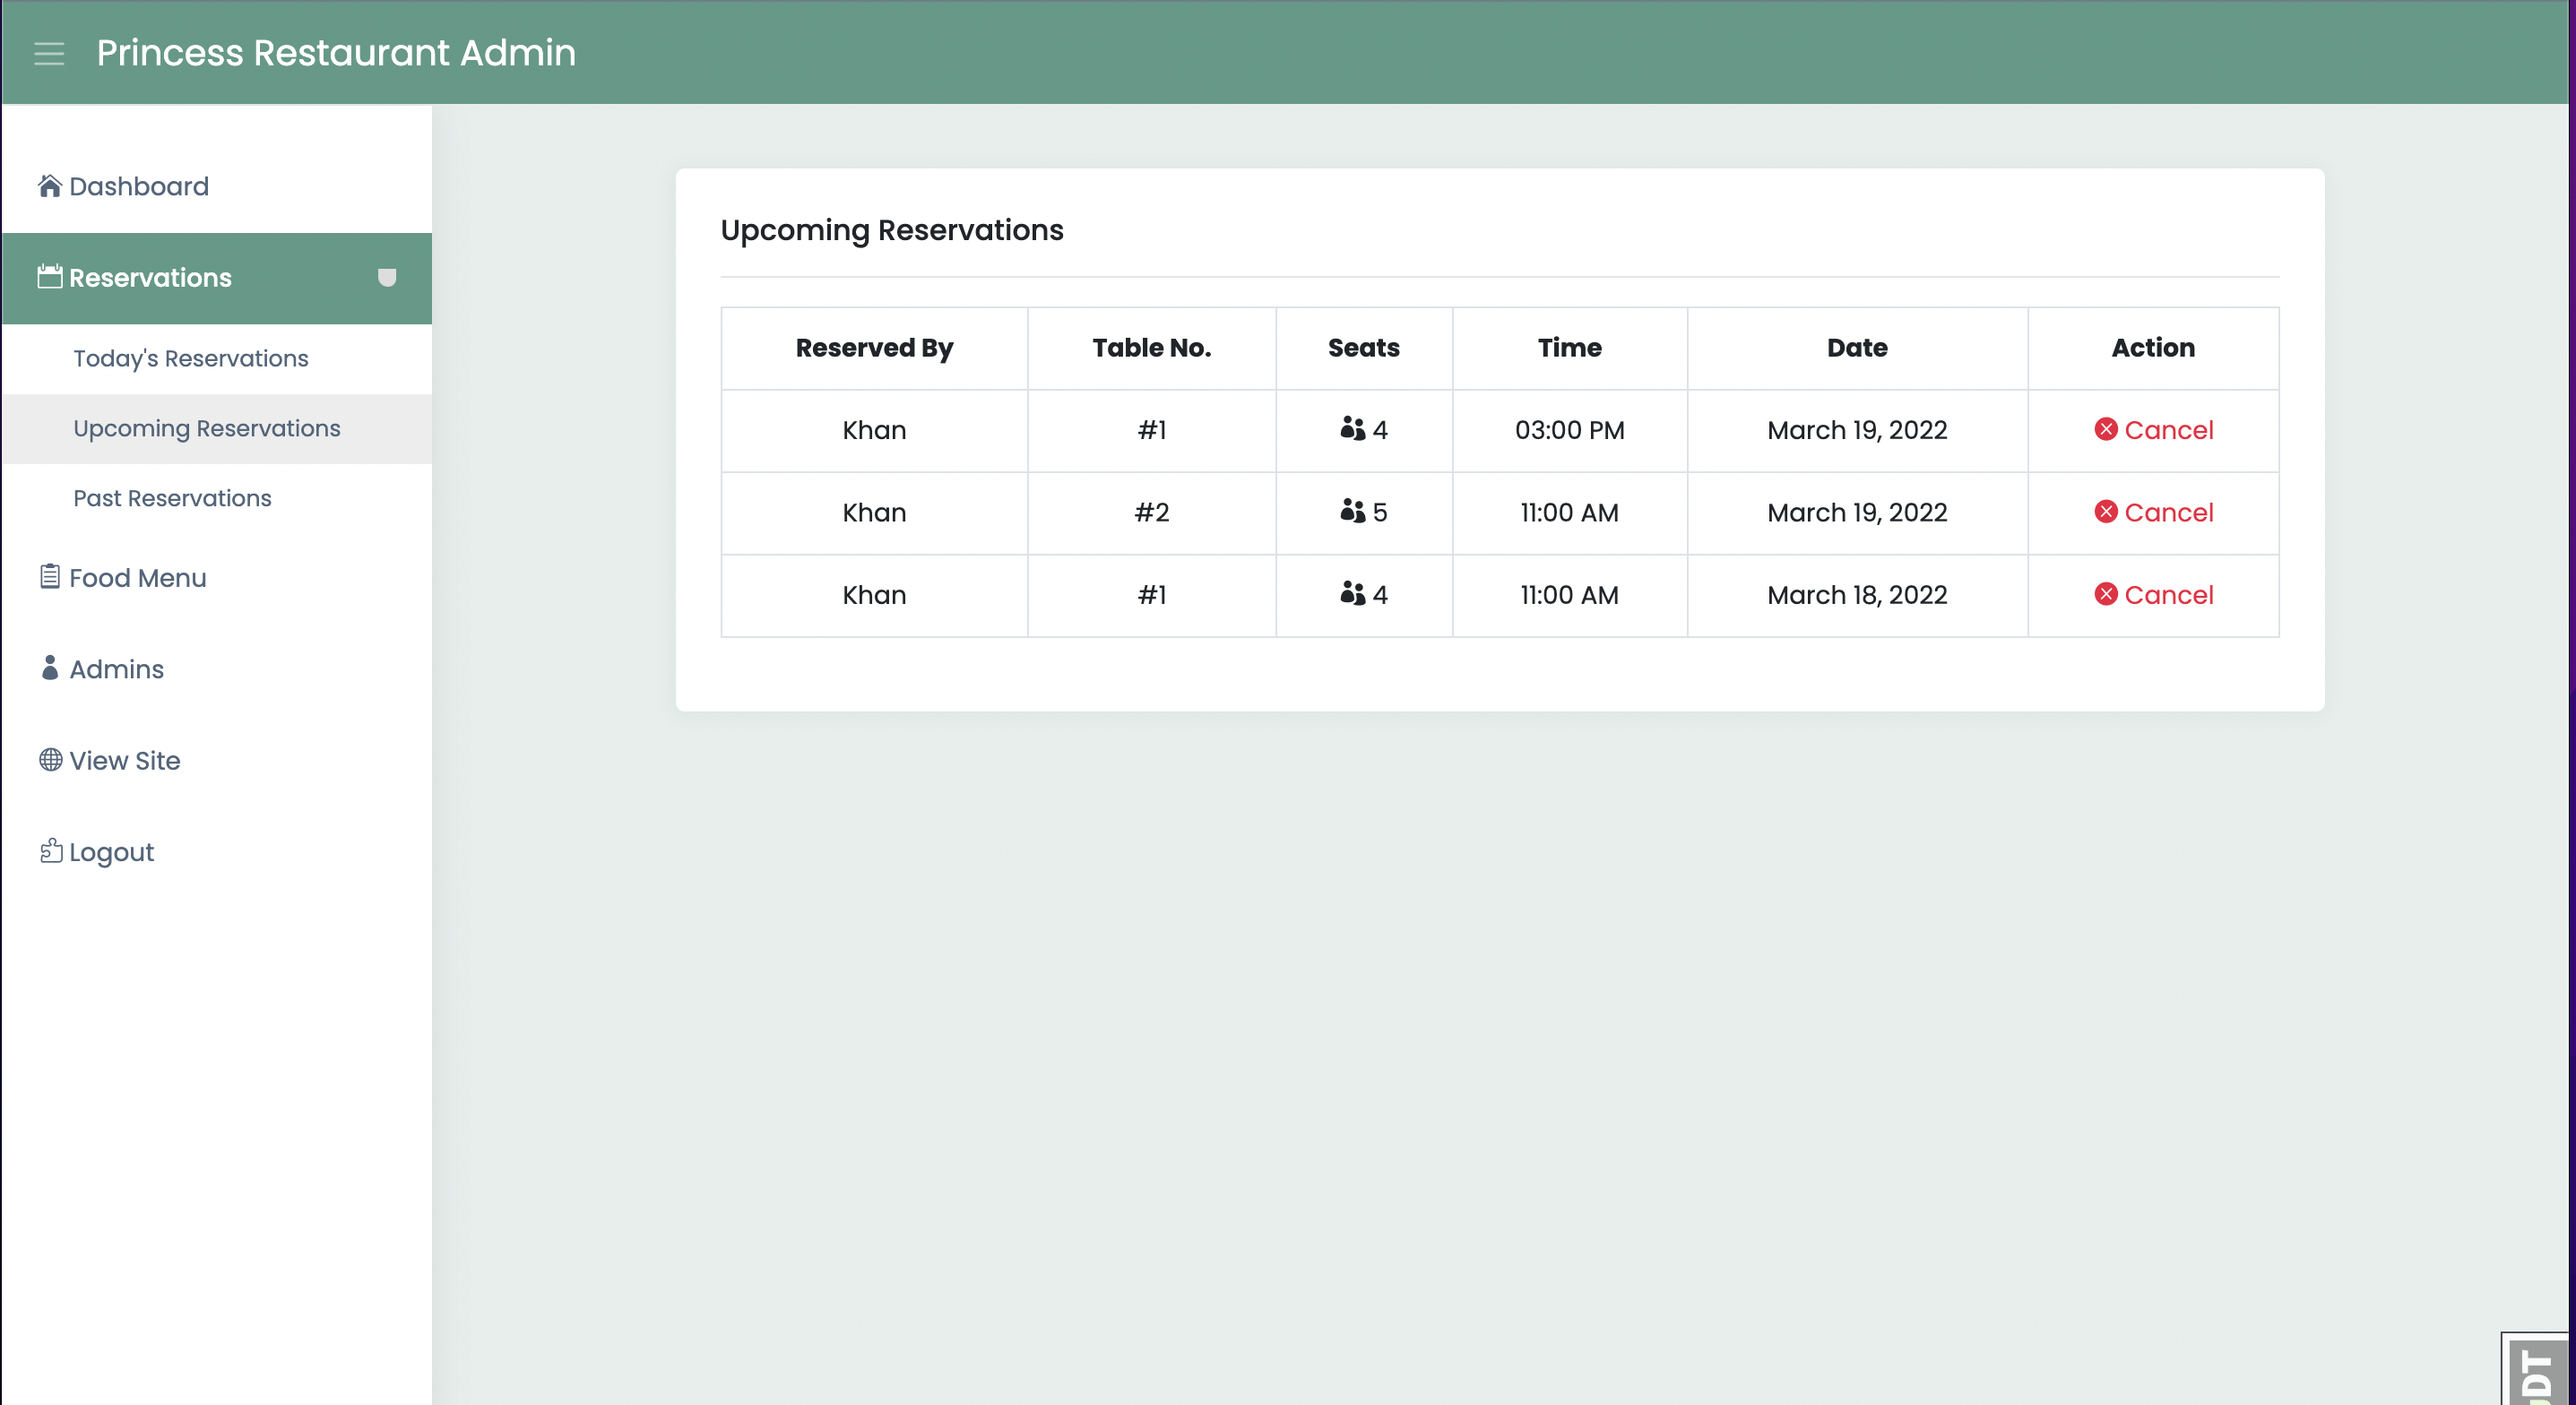 Princess Restaurant Admin
Dashboard
Reservations
Today's Reservations
Upcoming Reservations
Past Reservations
Food Menu
Admins
View Site
Logout
Upcoming Reservations
Reserved By Table No. Seats Time Date Action
Khan #1 4 03:00 PM March 19, 2022 Cancel
Khan #2 5 11:00 AM March 19, 2022 Cancel
Khan #1 4 11:00 AM March 18, 2022 Cancel
DT